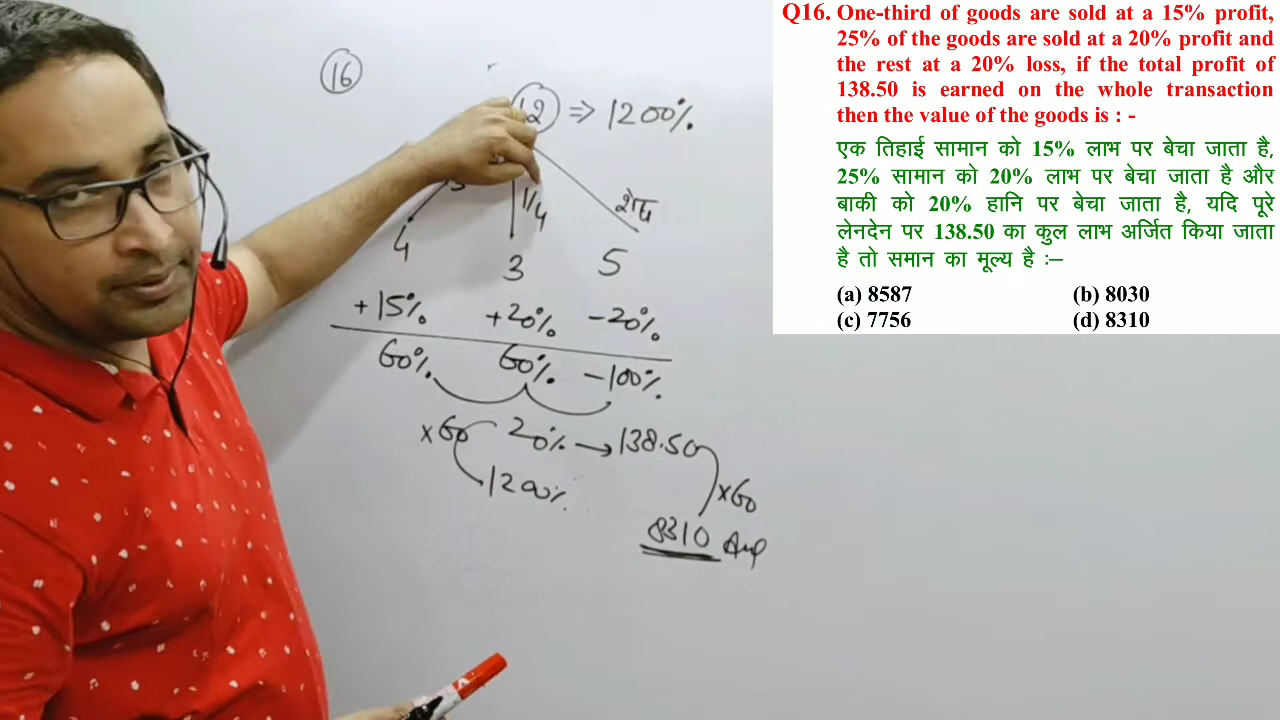 Q16. One-third of goods are sold at a 15% profit,
25% of the goods are sold at a 20% profit and
the rest at a 20% loss, if the total profit of
138.50 is earned on the whole transaction
then the value of the goods is : -
एक तिहाई सामान को 15% लाभ पर बेचा जाता है,
25% सामान को 20% लाभ पर बेचा जाता है और
बाकी को 20% हानि पर बेचा जाता है, यदि पूरे
लेनदेन पर 138.50 का कुल लाभ अर्जित किया जाता
है तो समान का मूल्य है :–
(a) 8587 (b) 8030
(c) 7756 (d) 8310
16
12 ⇒ 1200%
3 1/4
4 3 5
+15% +20% -20%
60% 60% -100%
×60 20% → 138.50
1200% ×60
8310 Ans